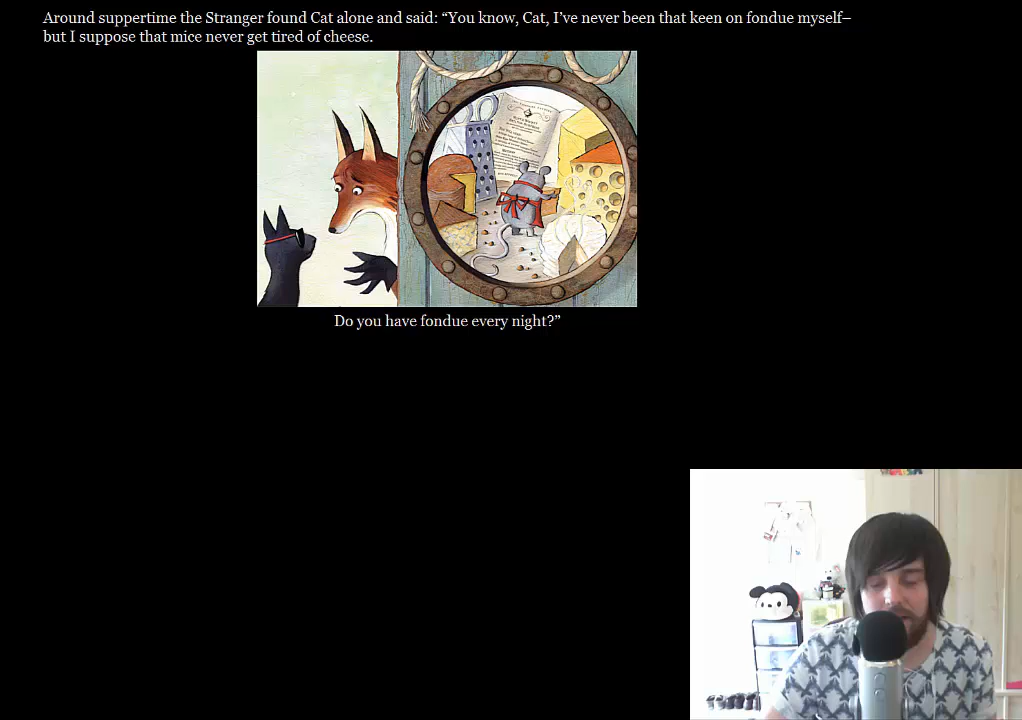 Around suppertime the Stranger found Cat alone and said: “You know, Cat, I’ve never been that keen on fondue myself–
but I suppose that mice never get tired of cheese.
Do you have fondue every night?”